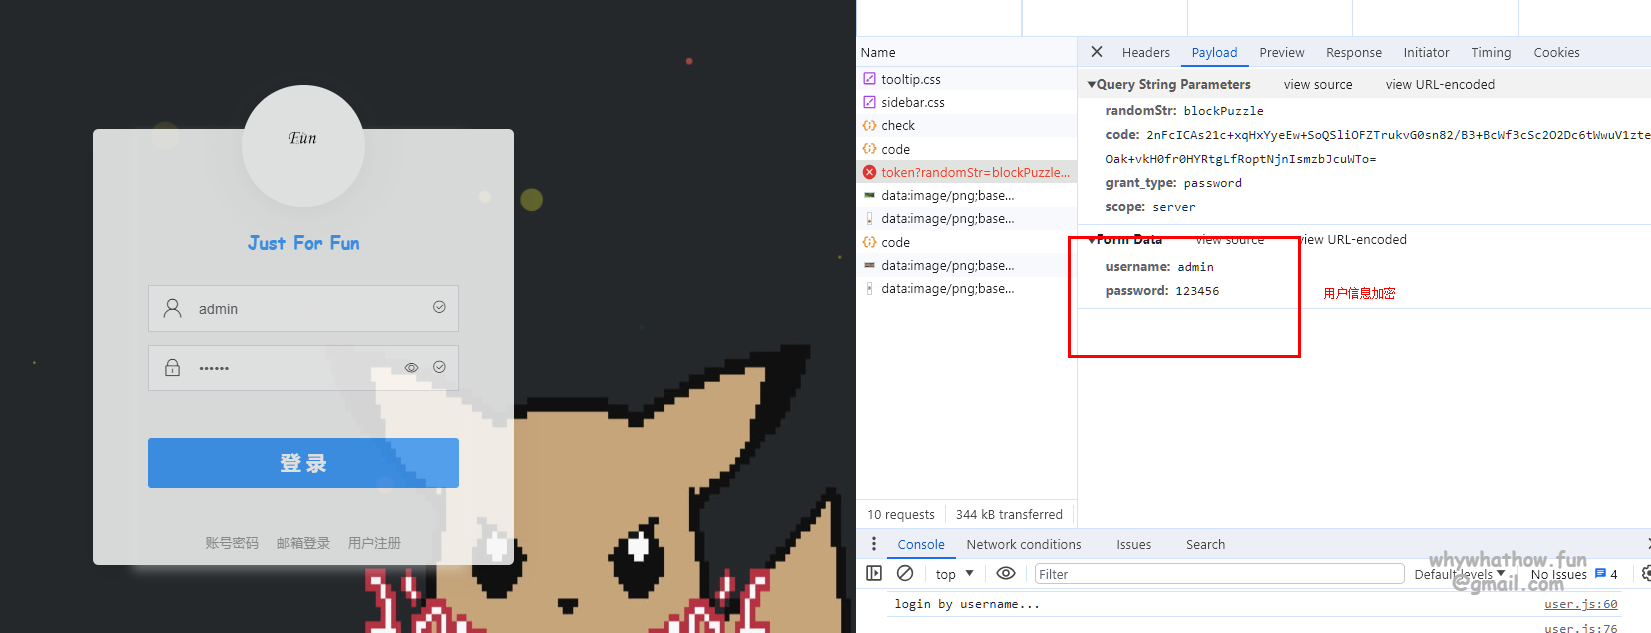 Fun
Just For Fun
admin
••••••
登 录
账号密码 邮箱登录 用户注册
Name
tooltip.css
sidebar.css
check
code
token?randomStr=blockPuzzle...
data:image/png;base...
data:image/png;base...
code
data:image/png;base...
data:image/png;base...
10 requests 344 kB transferred
Headers Payload Preview Response Initiator Timing Cookies
Query String Parameters view source view URL-encoded
randomStr: blockPuzzle
code: 2nFcICAs21c+xqHxYyeEw+SoQSliOFZTrukvG0sn82/B3+BcWf3cSc2O2Dc6tWwuV1zte
Oak+vkH0fr0HYRtgLfRoptNjnIsmzbJcuWTo=
grant_type: password
scope: server
Form Data view source view URL-encoded
username: admin
password: 123456
用户信息加密
Console Network conditions Issues Search
top Filter Default levels No Issues 4
whywhathow.fun
@gmail.com
login by username... user.js:60
user.js:76